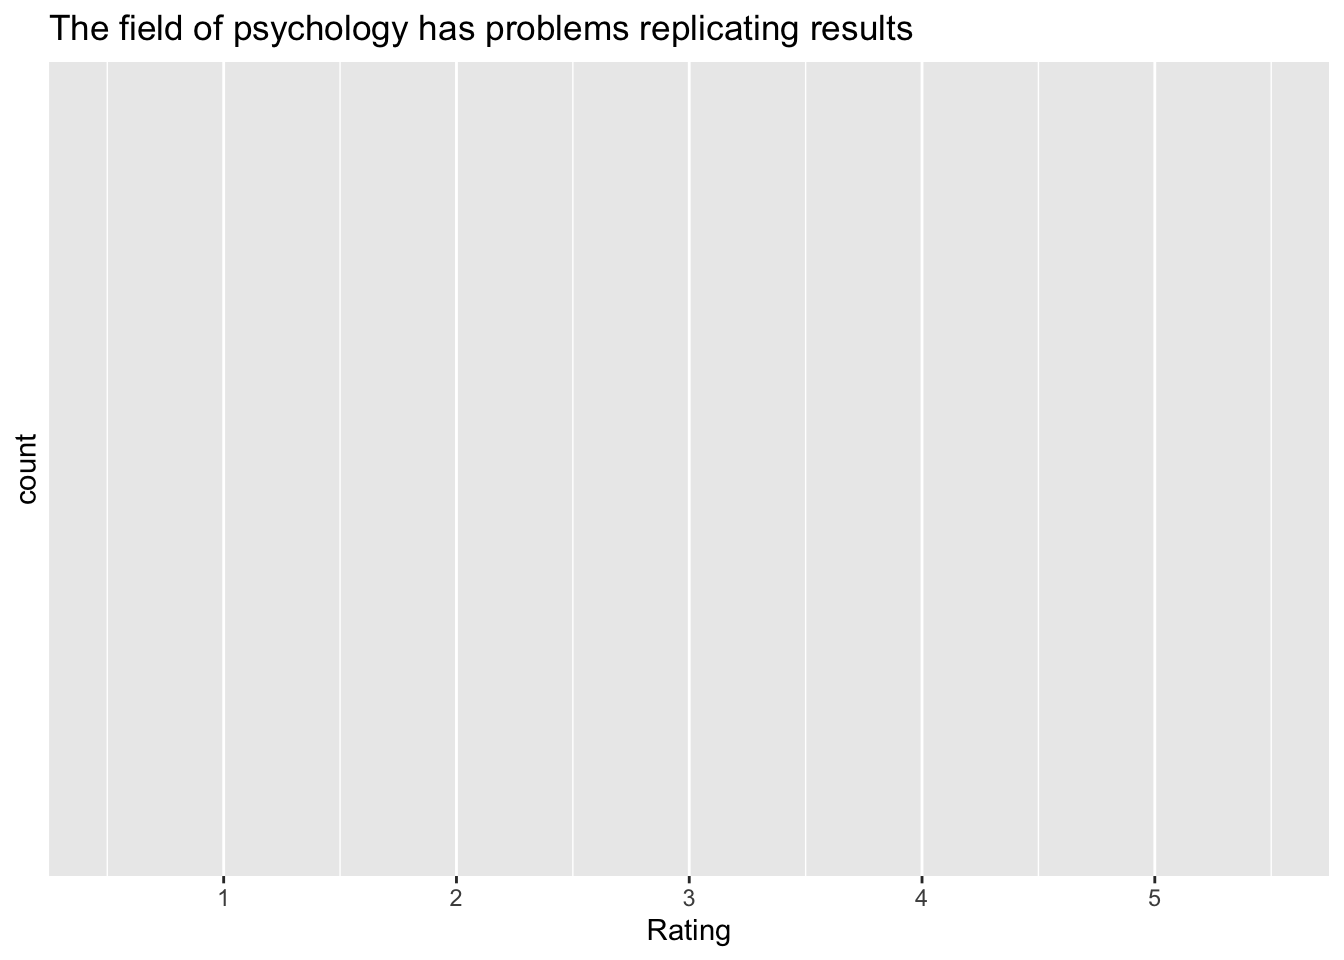 The field of psychology has problems replicating results
count
1 2 3 4 5
Rating